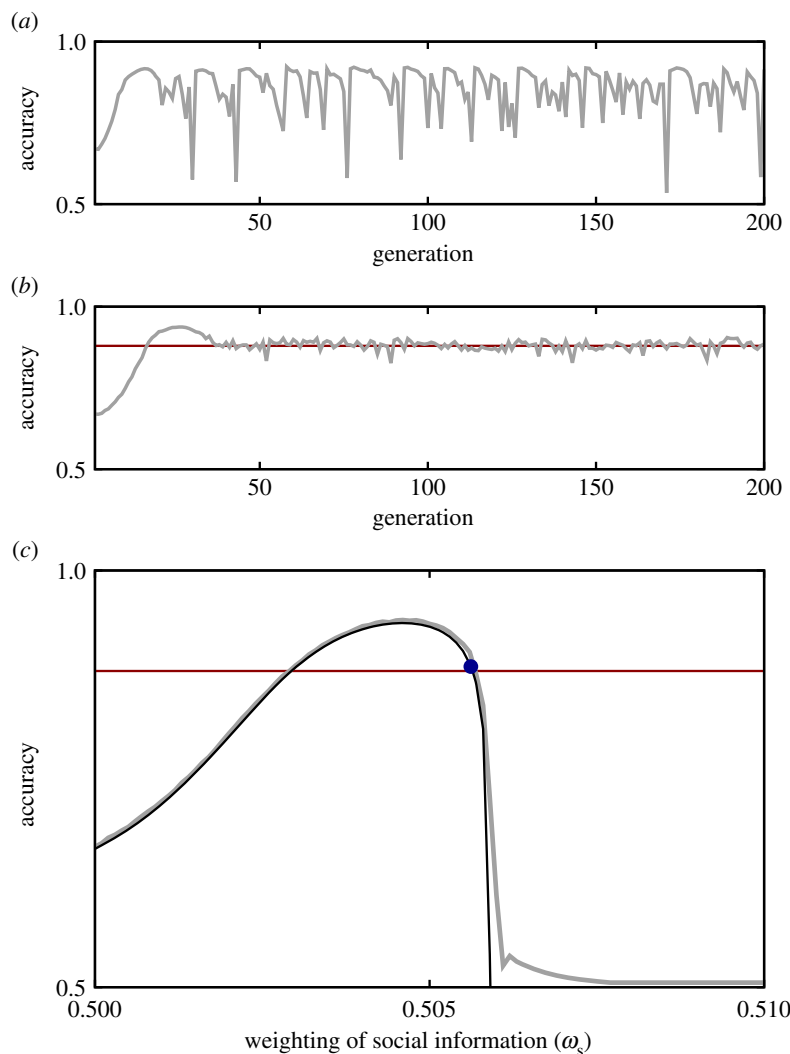 (a)
1.0
accuracy
0.5
50 100 150 200
generation
(b)
1.0
accuracy
0.5
50 100 150 200
generation
(c)
1.0
accuracy
0.5
0.500 0.505 0.510
weighting of social information (ωs)